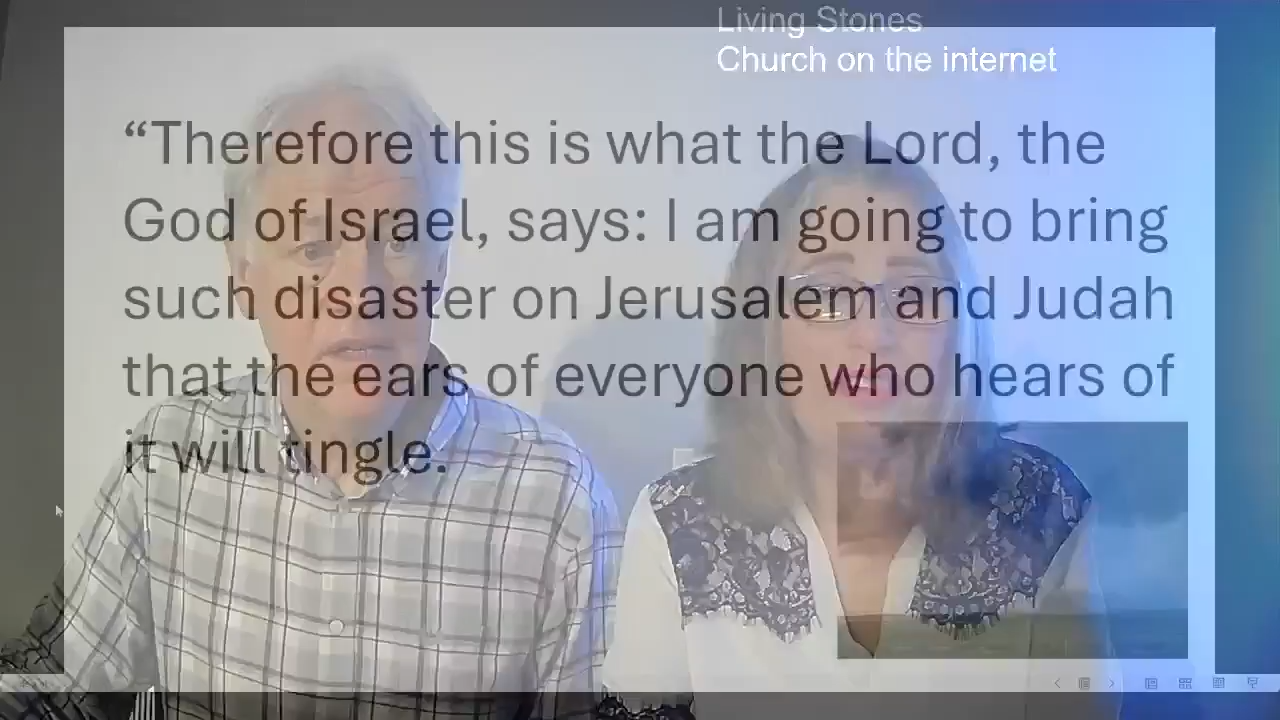 Living Stones
Church on the internet
“Therefore this is what the Lord, the
God of Israel, says: I am going to bring
such disaster on Jerusalem and Judah
that the ears of everyone who hears of
it will tingle.